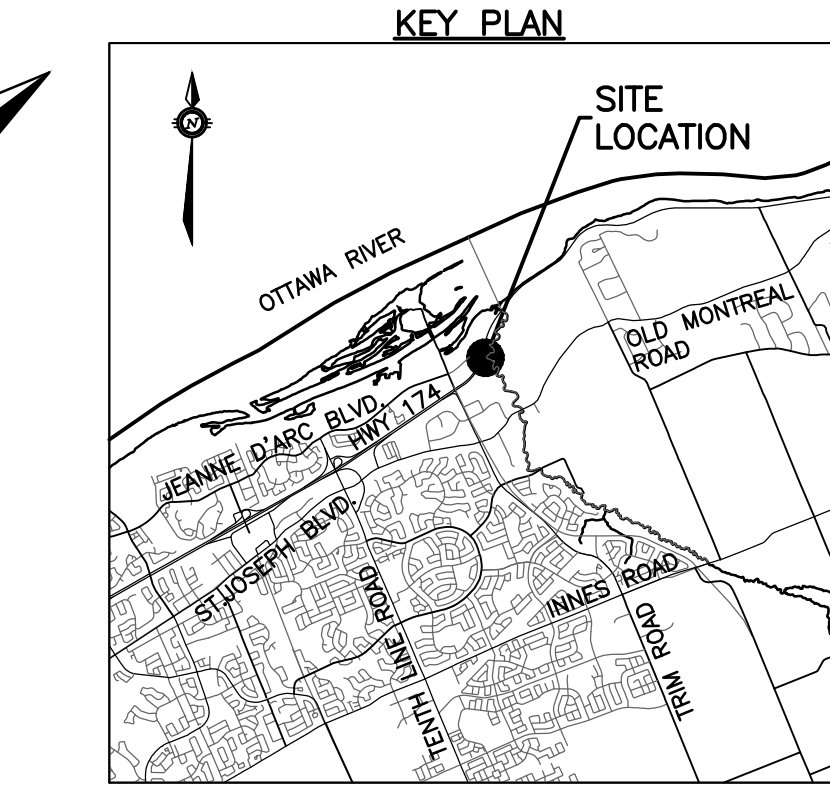 KEY PLAN
SITE
LOCATION
N
OTTAWA RIVER
OLD MONTREAL
ROAD
JEANNE D'ARC BLVD.
HWY 174
ST.JOSEPH BLVD.
TENTH LINE ROAD
INNES ROAD
TRIM ROAD